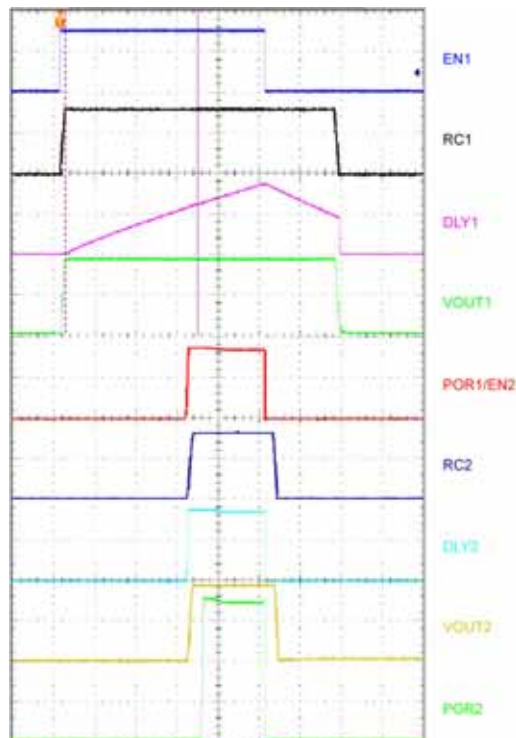 EN1
RC1
DLY1
VOUT1
POR1/EN2
RC2
DLY2
VOUT2
POR2